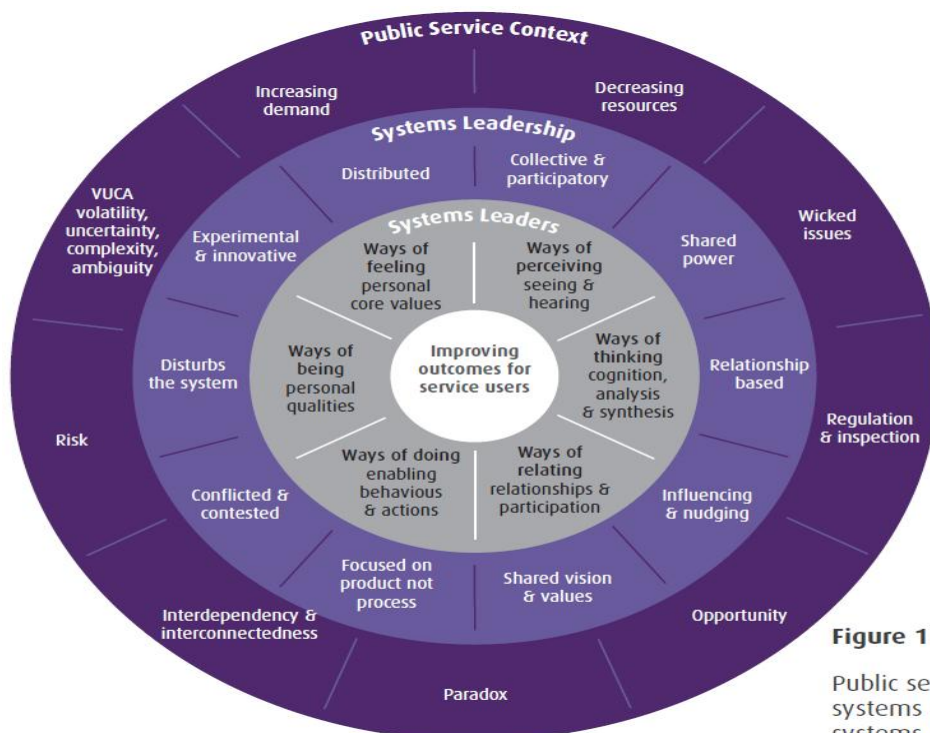 Public Service Context
Increasing
demand
Decreasing
resources
VUCA
volatility,
uncertainty,
complexity,
ambiguity
Wicked
issues
Risk
Regulation
& inspection
Interdependency &
interconnectedness
Opportunity
Paradox
Systems Leadership
Distributed
Collective &
participatory
Experimental
& innovative
Shared
power
Disturbs
the system
Relationship
based
Conflicted &
contested
Influencing
& nudging
Focused on
product not
process
Shared vision
& values
Systems Leaders
Ways of
feeling
personal
core values
Ways of
perceiving
seeing &
hearing
Ways of
being
personal
qualities
Ways of
thinking
cognition,
analysis
& synthesis
Ways of doing
enabling
behavious
& actions
Ways of
relating
relationships &
participation
Improving
outcomes for
service users
Figure 1
Public se
systems
systems